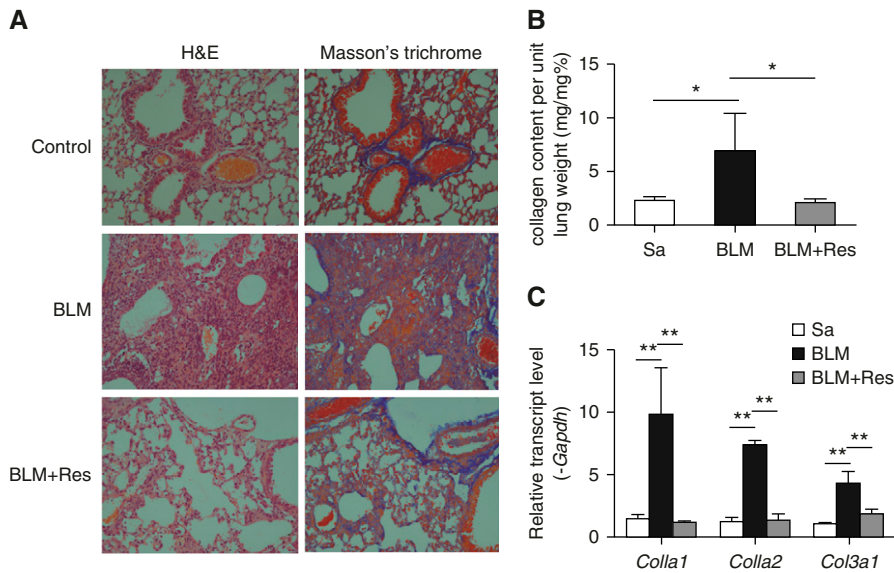 A
H&E
Masson's trichrome
Control
BLM
BLM+Res
B
collagen content per unit
lung weight (mg/mg%)
15
10
5
0
*
*
Sa
BLM
BLM+Res
C
Relative transcript level
(-Gapdh)
15
10
5
0
Sa
BLM
BLM+Res
** **
** **
** **
Colla1
Colla2
Col3a1